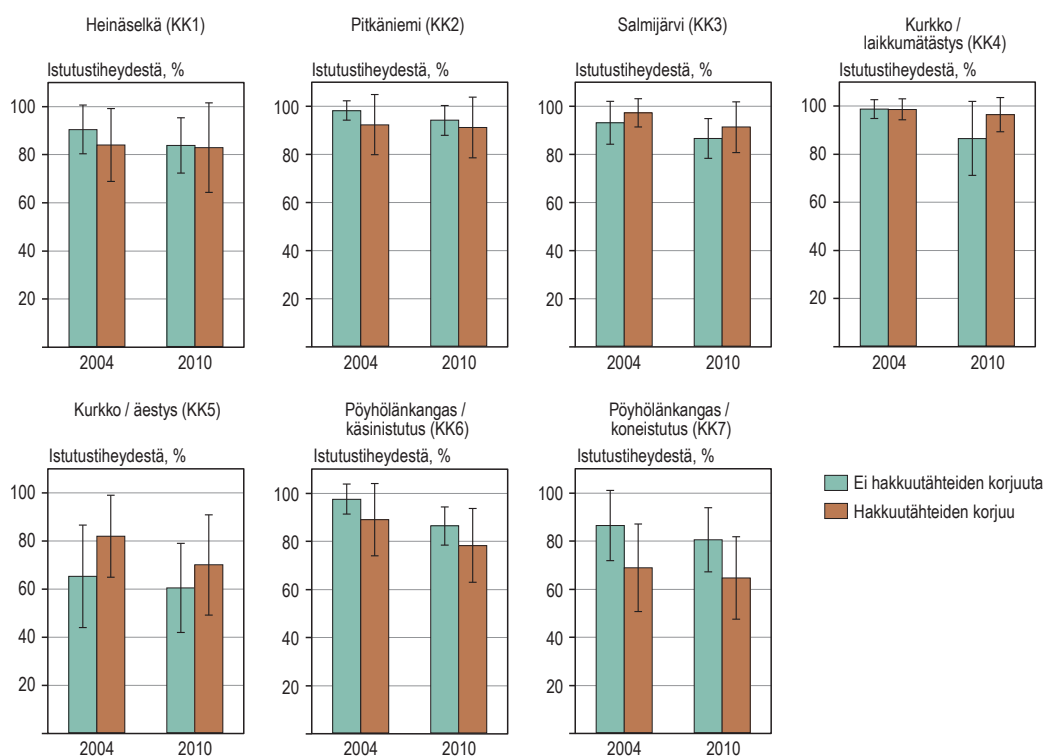 Heinäselkä (KK1)
Istutustiheydestä, %
100
80
60
40
20
2004 2010
Pitkäniemi (KK2)
Istutustiheydestä, %
100
80
60
40
20
2004 2010
Salmijärvi (KK3)
Istutustiheydestä, %
100
80
60
40
20
2004 2010
Kurkko /
laikkumätästys (KK4)
Istutustiheydestä, %
100
80
60
40
20
2004 2010
Kurkko / äestys (KK5)
Istutustiheydestä, %
100
80
60
40
20
2004 2010
Pöyhölänkangas /
käsinistutus (KK6)
Istutustiheydestä, %
100
80
60
40
20
2004 2010
Pöyhölänkangas /
koneistutus (KK7)
Istutustiheydestä, %
100
80
60
40
20
2004 2010
Ei hakkuutähteiden korjuuta
Hakkuutähteiden korjuu